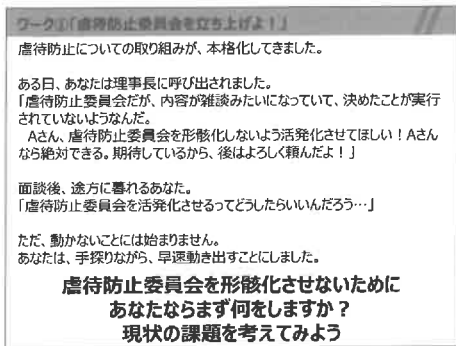 ワーク①「虐待防止委員会を立ち上げよ！」
虐待防止についての取り組みが、本格化してきました。
ある日、あなたは理事長に呼び出されました。
「虐待防止委員会だが、内容が雑談みたいになっていて、決めたことが実行
されていないようなんだ。
Aさん、虐待防止委員会を形骸化しないよう活発化させてほしい！Aさん
なら絶対できる。期待しているから、後はよろしく頼んだよ！」
面談後、途方に暮れるあなた。
「虐待防止委員会を活発化させるってどうしたらいいんだろう…」
ただ、動かないことには始まりません。
あなたは、手探りながら、早速動き出すことにしました。
虐待防止委員会を形骸化させないために
あなたならまず何をしますか？
現状の課題を考えてみよう